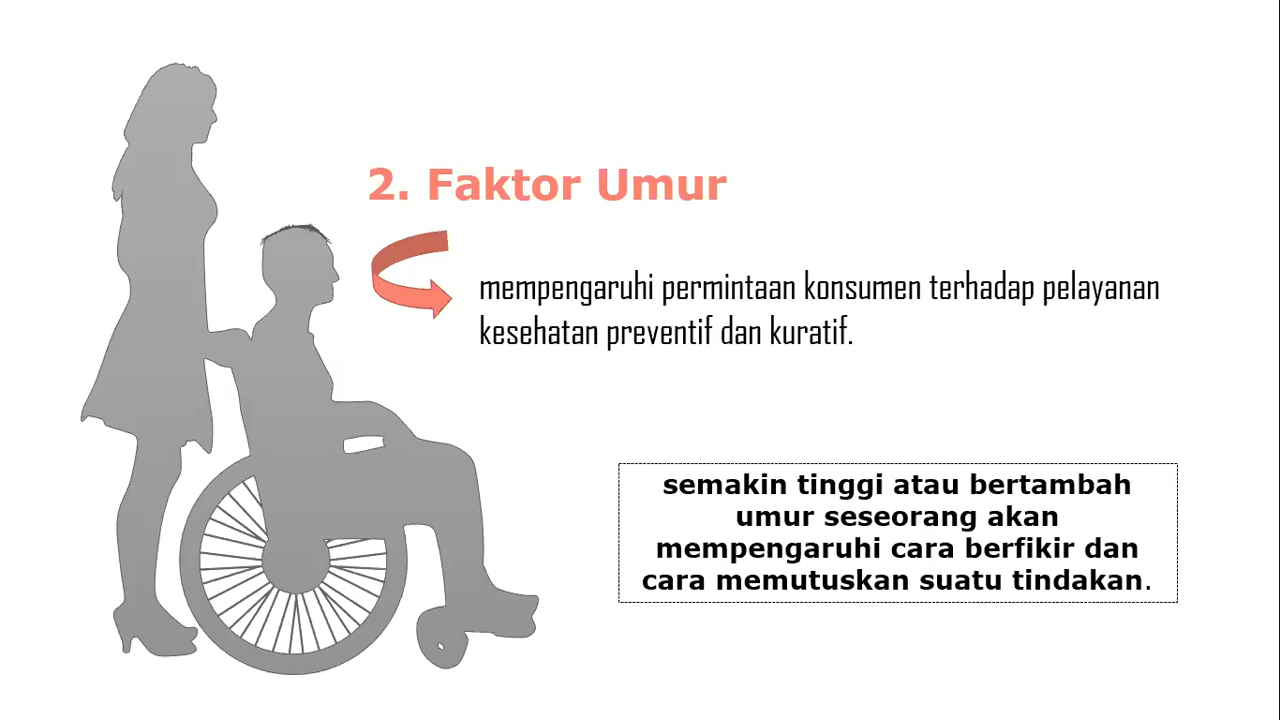 2. Faktor Umur
mempengaruhi permintaan konsumen terhadap pelayanan
kesehatan preventif dan kuratif.
semakin tinggi atau bertambah
umur seseorang akan
mempengaruhi cara berfikir dan
cara memutuskan suatu tindakan.